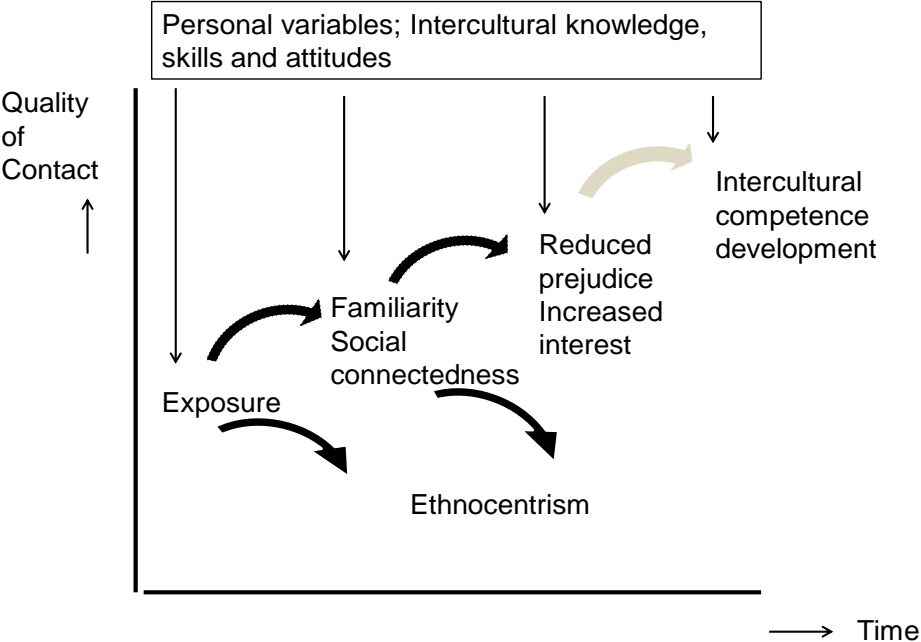 Personal variables; Intercultural knowledge,
skills and attitudes
Quality
of
Contact
Intercultural
competence
development
Reduced
prejudice
Increased
interest
Familiarity
Social
connectedness
Exposure
Ethnocentrism
Time